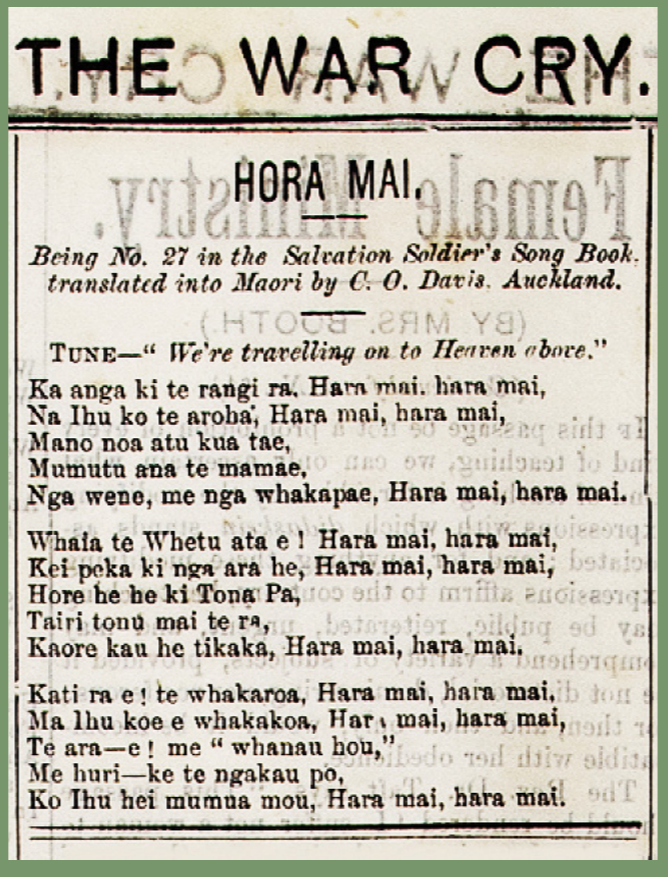 THE WAR CRY.
HORA MAI.
Being No. 27 in the Salvation Soldier's Song Book,
translated into Maori by C. O. Davis, Auckland.
TUNE—“ We're travelling on to Heaven above.”
Ka anga ki te rangi ra, Hara mai, hara mai,
Na Ihu ko te aroha, Hara mai, hara mai,
Mano noa atu kua tae,
Mumutu ana te mamae,
Nga wene, me nga whakapae, Hara mai, hara mai.
Whaia te Whetu ata e ! Hara mai, hara mai,
Kei peka ki nga ara he, Hara mai, hara mai,
Hore he he ki Tona Pa,
Tairi tonu mai te ra,
Kaore kau he tikaka, Hara mai, hara mai.
Kati ra e ! te whakaroa, Hara mai, hara mai,
Ma Ihu koe e whakakoa, Hara mai, hara mai,
Te ara—e ! me “ whanau hou,”
Me huri—ke te ngakau po,
Ko Ihu hei mumua mou, Hara mai, hara mai.